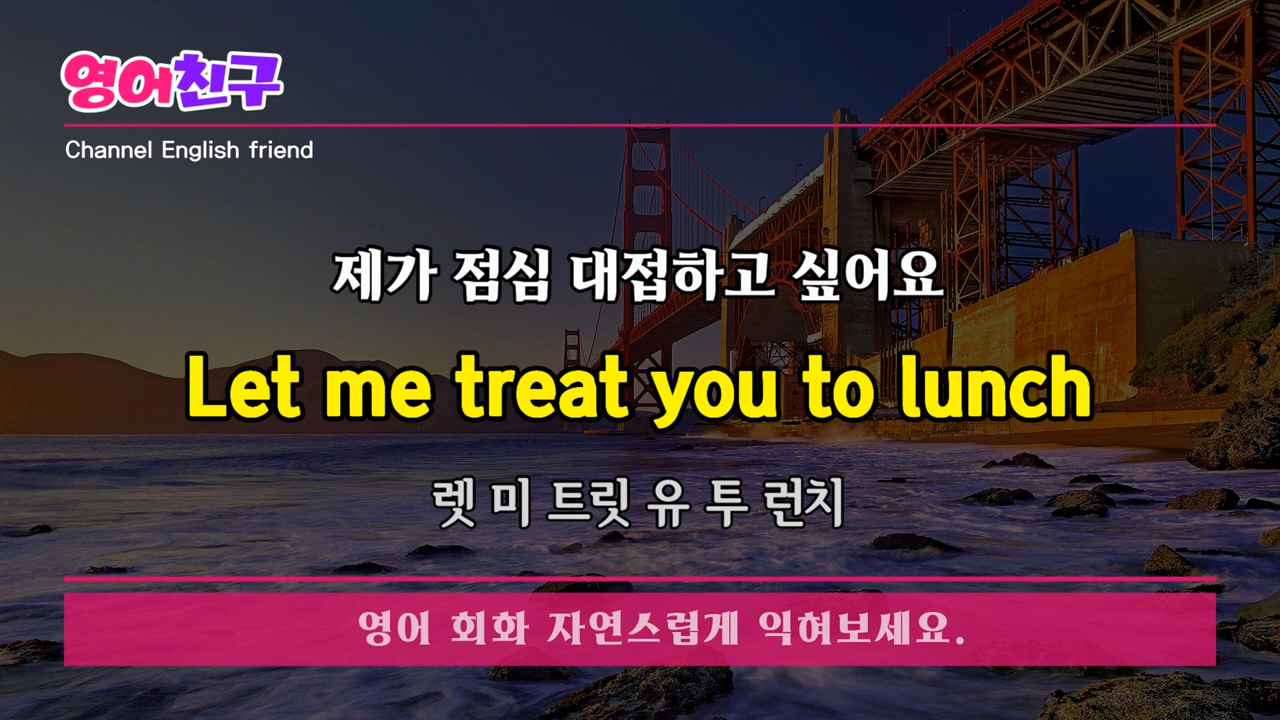 영어친구
Channel English friend
제가 점심 대접하고 싶어요
Let me treat you to lunch
렛 미 트릿 유 투 런치
영어 회화 자연스럽게 익혀보세요.